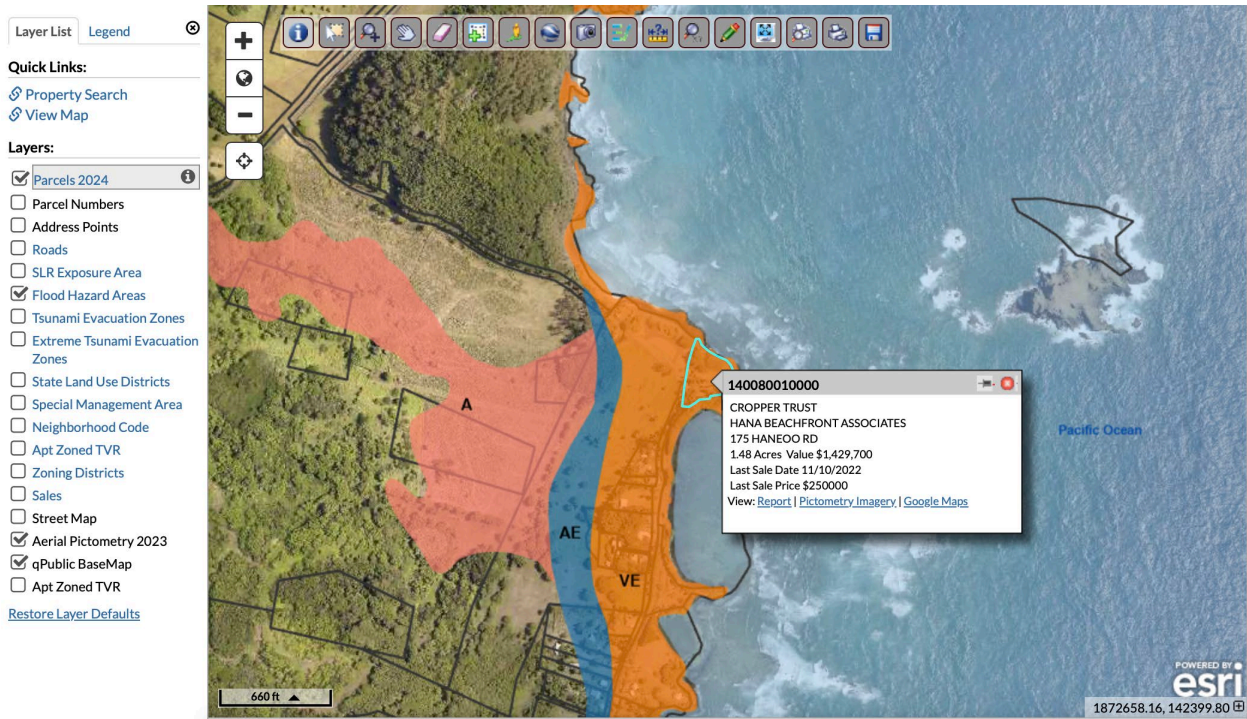 Layer List
Legend
Quick Links:
Property Search
View Map
Layers:
Parcels 2024
Parcel Numbers
Address Points
Roads
SLR Exposure Area
Flood Hazard Areas
Tsunami Evacuation Zones
Extreme Tsunami Evacuation
Zones
State Land Use Districts
Special Management Area
Neighborhood Code
Apt Zoned TVR
Zoning Districts
Sales
Street Map
Aerial Pictometry 2023
qPublic BaseMap
Apt Zoned TVR
Restore Layer Defaults
A
AE
VE
140080010000
CROPPER TRUST
HANA BEACHFRONT ASSOCIATES
175 HANEOO RD
1.48 Acres Value $1,429,700
Last Sale Date 11/10/2022
Last Sale Price $250000
View: Report | Pictometry Imagery | Google Maps
Pacific Ocean
660 ft
POWERED BY
esri
1872658.16, 142399.80